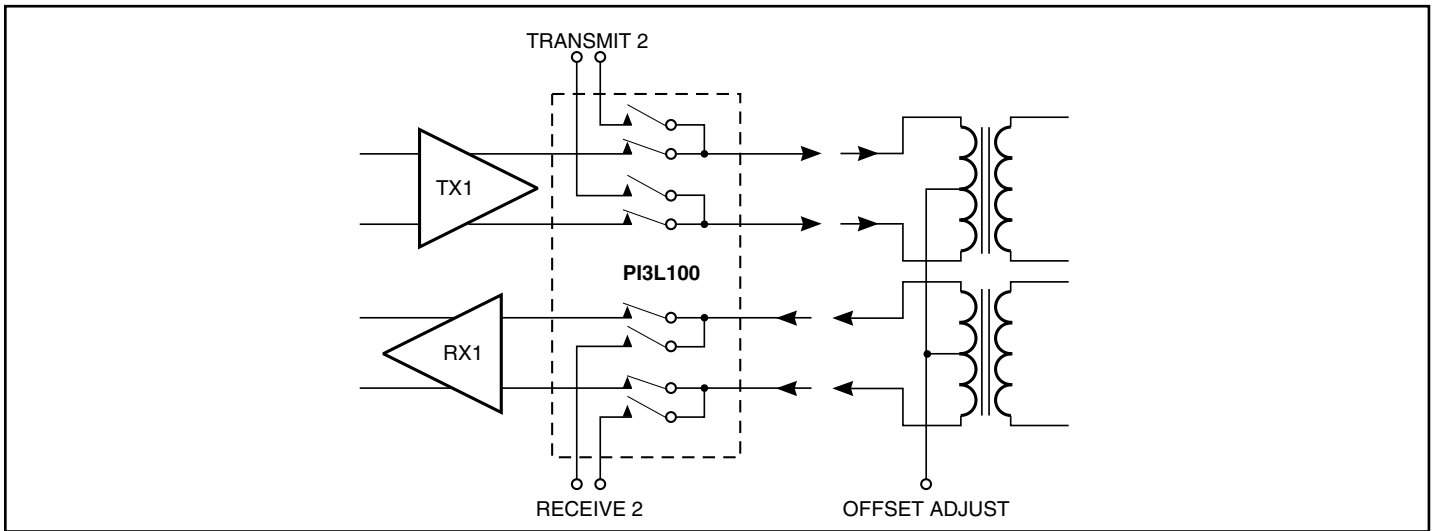 TRANSMIT 2
TX1
PI3L100
RX1
RECEIVE 2
OFFSET ADJUST